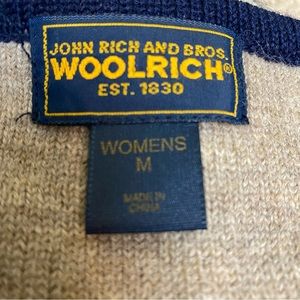 JOHN RICH AND BROS.
WOOLRICH®
EST. 1830
WOMENS
M
MADE IN
CHINA